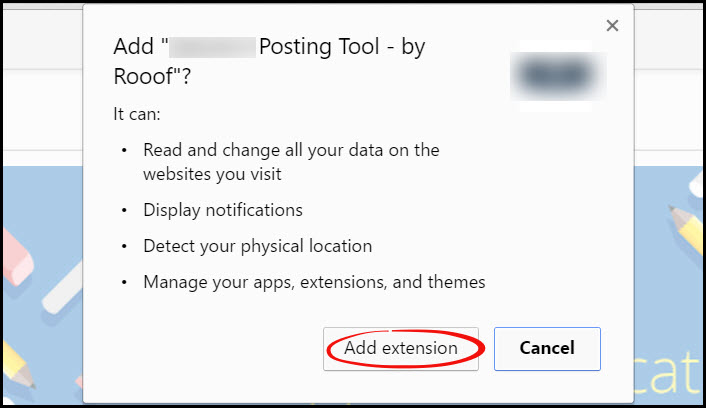 Add " Posting Tool - by
Rooof"?
It can:
• Read and change all your data on the
websites you visit
• Display notifications
• Detect your physical location
• Manage your apps, extensions, and themes
Add extension
Cancel
cat